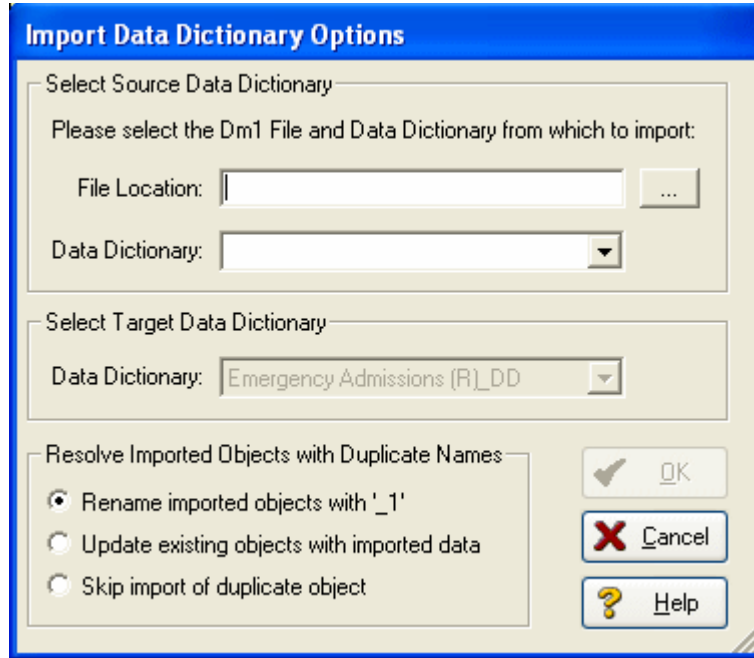 Import Data Dictionary Options
Select Source Data Dictionary
Please select the Dm1 File and Data Dictionary from which to import:
File Location:
...
Data Dictionary:
Select Target Data Dictionary
Data Dictionary: Emergency Admissions (R)_DD
Resolve Imported Objects with Duplicate Names
Rename imported objects with '_1'
Update existing objects with imported data
Skip import of duplicate object
OK
Cancel
Help